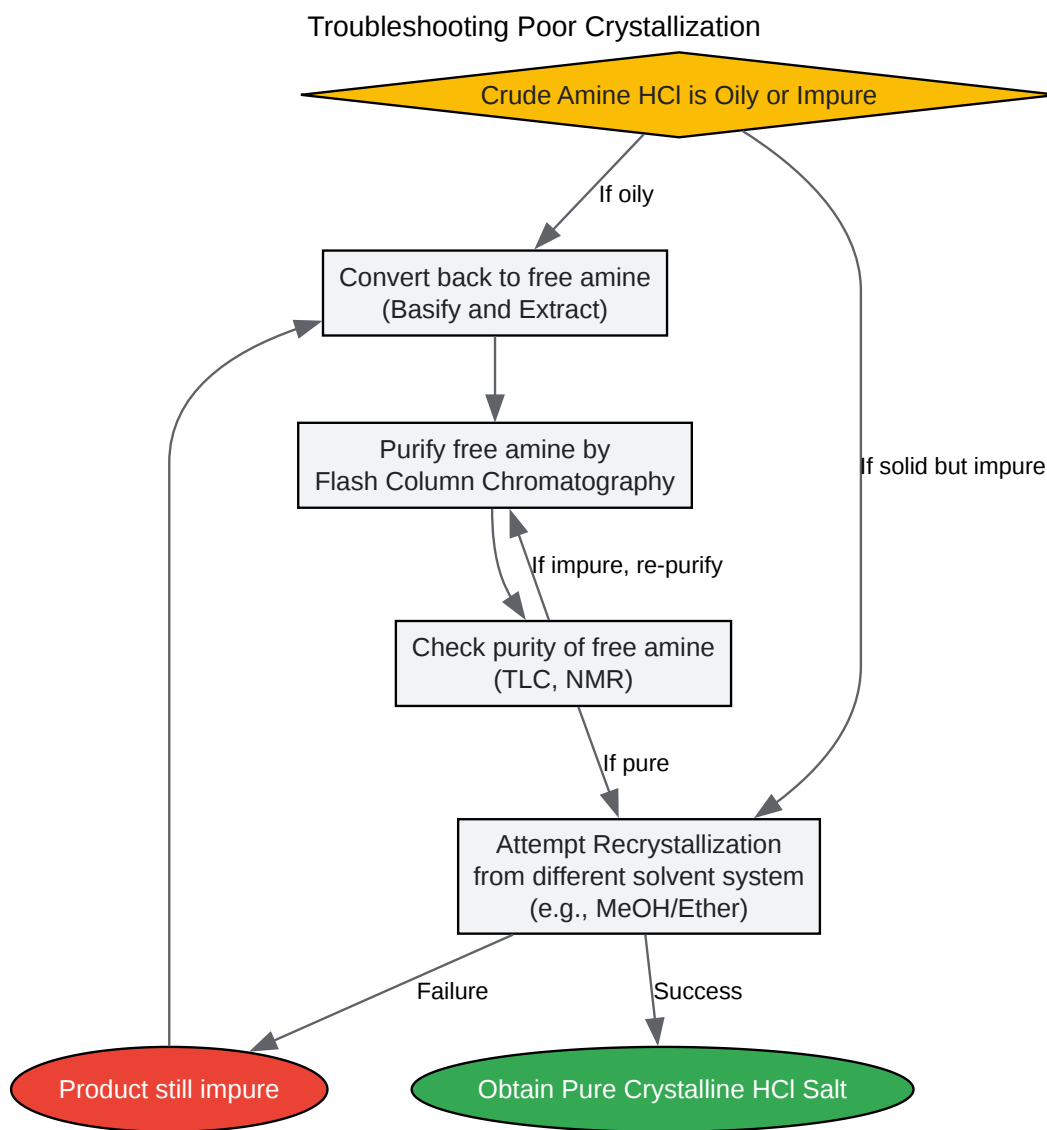 Troubleshooting Poor Crystallization
Crude Amine HCl is Oily or Impure
If oily
Convert back to free amine
(Basify and Extract)
Purify free amine by
Flash Column Chromatography
If solid but impure
If impure, re-purify
Check purity of free amine
(TLC, NMR)
If pure
Attempt Recrystallization
from different solvent system
(e.g., MeOH/Ether)
Failure
Success
Product still impure
Obtain Pure Crystalline HCl Salt